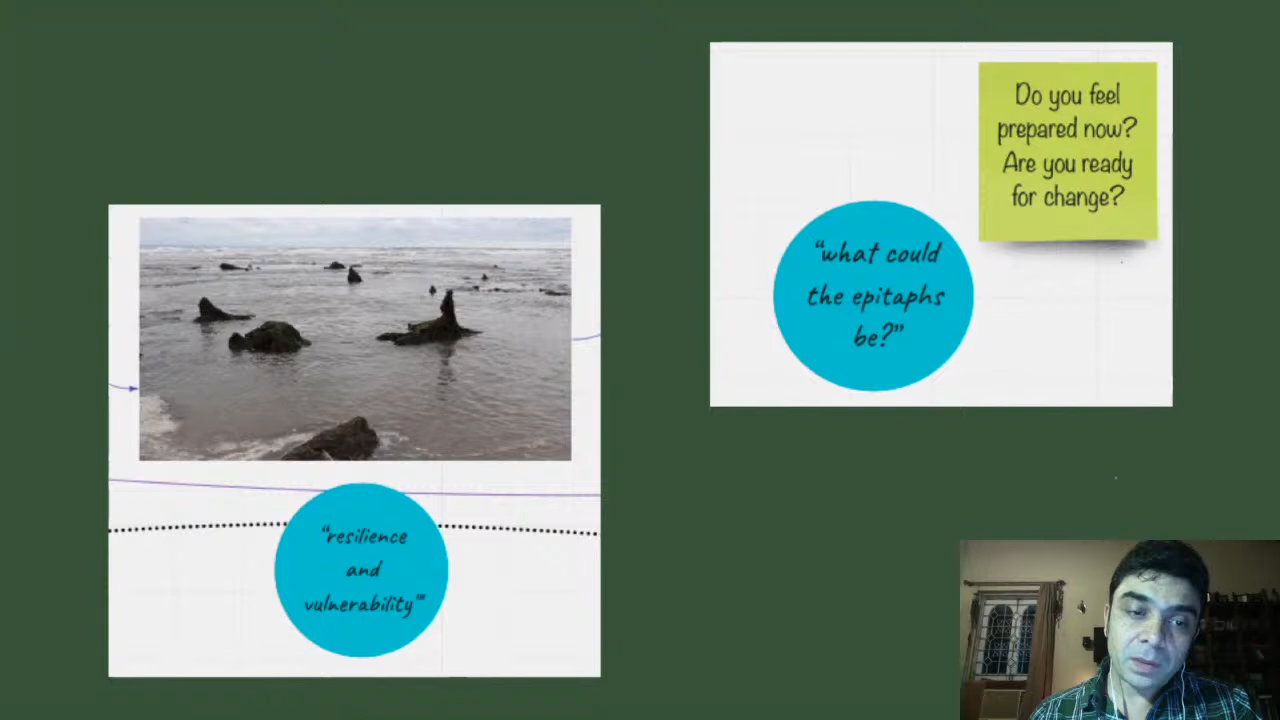 Do you feel
prepared now?
Are you ready
for change?
“what could
the epitaphs
be?”
“resilience
and
vulnerability”